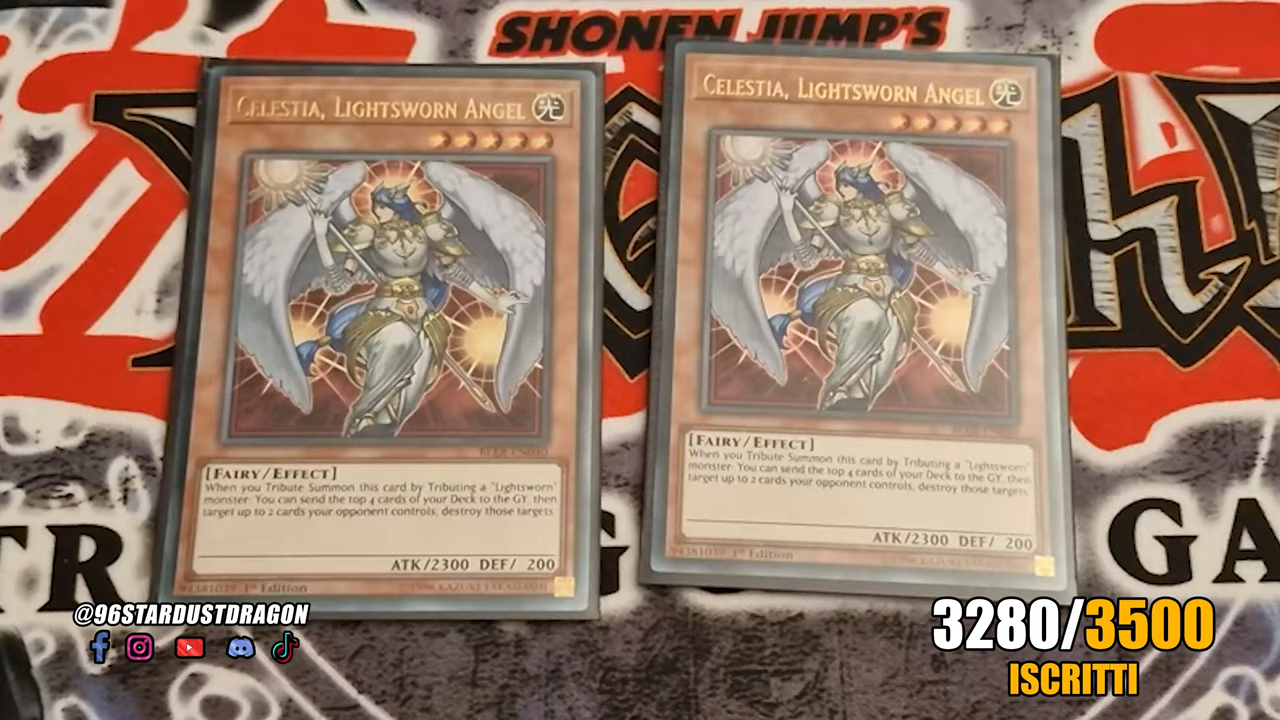 SHONEN JUMP'S
CELESTIA, LIGHTSWORN ANGEL
[FAIRY/EFFECT]
When you Tribute Summon this card by Tributing a "Lightsworn"
monster: You can send the top 4 cards of your Deck to the GY, then
target up to 2 cards your opponent controls; destroy those targets.
ATK/2300 DEF/ 200
1st Edition
CELESTIA, LIGHTSWORN ANGEL
[FAIRY/EFFECT]
When you Tribute Summon this card by Tributing a "Lightsworn"
monster: You can send the top 4 cards of your Deck to the GY, then
target up to 2 cards your opponent controls; destroy those targets.
ATK/2300 DEF/ 200
94381039 1st Edition
TR
G GA
@96STARDUSTDRAGON
3280/3500
ISCRITTI